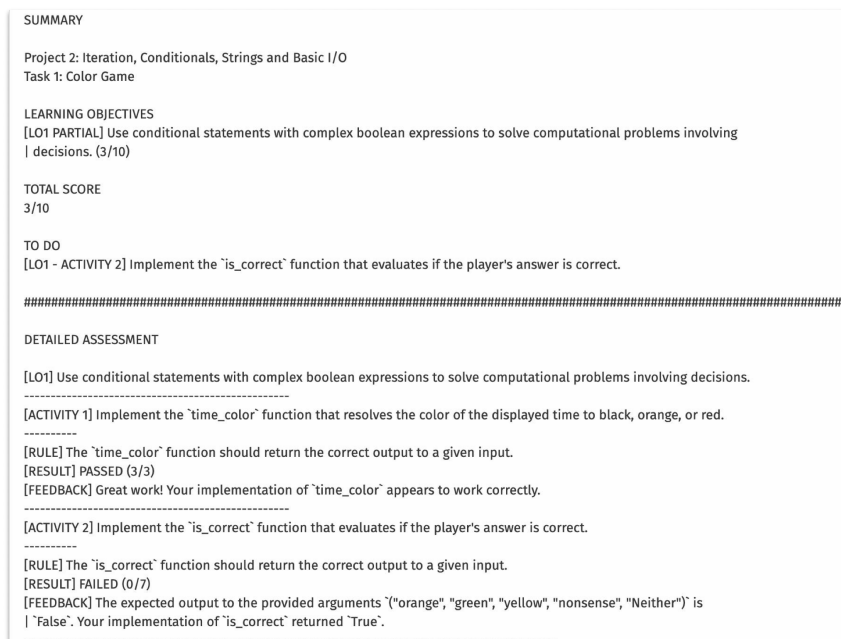 SUMMARY
Project 2: Iteration, Conditionals, Strings and Basic I/O
Task 1: Color Game
LEARNING OBJECTIVES
[LO1 PARTIAL] Use conditional statements with complex boolean expressions to solve computational problems involving
| decisions. (3/10)
TOTAL SCORE
3/10
TO DO
[LO1 - ACTIVITY 2] Implement the `is_correct` function that evaluates if the player's answer is correct.
########################################################################################################################
DETAILED ASSESSMENT
[LO1] Use conditional statements with complex boolean expressions to solve computational problems involving decisions.
--------------------------------------------------
[ACTIVITY 1] Implement the `time_color` function that resolves the color of the displayed time to black, orange, or red.
----------
[RULE] The `time_color` function should return the correct output to a given input.
[RESULT] PASSED (3/3)
[FEEDBACK] Great work! Your implementation of `time_color` appears to work correctly.
--------------------------------------------------
[ACTIVITY 2] Implement the `is_correct` function that evaluates if the player's answer is correct.
----------
[RULE] The `is_correct` function should return the correct output to a given input.
[RESULT] FAILED (0/7)
[FEEDBACK] The expected output to the provided arguments `("orange", "green", "yellow", "nonsense", "Neither")` is
| `False`. Your implementation of `is_correct` returned `True`.